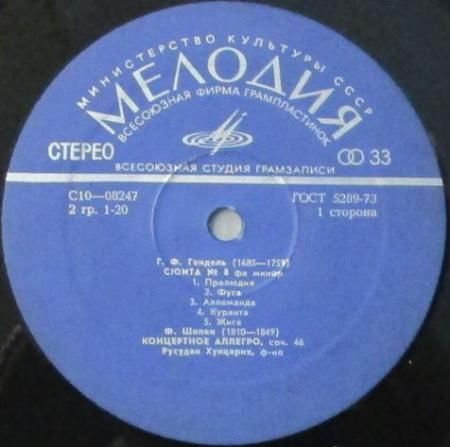 МИНИСТЕРСТВО КУЛЬТУРЫ СССР
МЕЛОДИЯ
ВСЕСОЮЗНАЯ ФИРМА ГРАМПЛАСТИНОК
СТЕРЕО
33
ВСЕСОЮЗНАЯ СТУДИЯ ГРАМЗАПИСИ
С10—08247
ГОСТ 5289-73
2 гр. 1-20
1 сторона
Г. Ф. Гендель (1685—1759)
СЮИТА № 8 фа минор
1. Прелюдия
2. Фуга
3. Аллеманда
4. Куранта
5. Жига
Ф. Шопен (1810—1849)
КОНЦЕРТНОЕ АЛЛЕГРО, соч. 46
Русудан Хунцария, ф-но